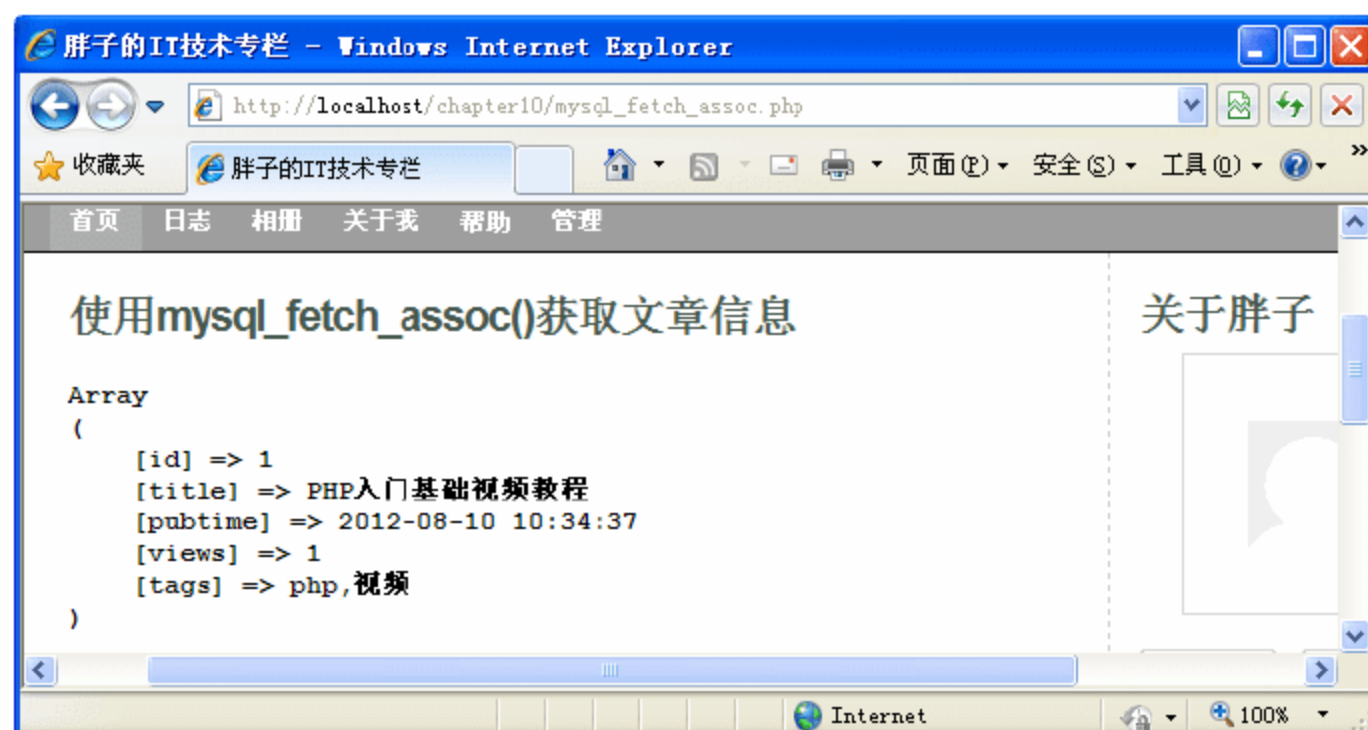 胖子的IT技术专栏 - Windows Internet Explorer
http://localhost/chapter10/mysql_fetch_assoc.php
收藏夹 胖子的IT技术专栏 页面(P) 安全(S) 工具(O) »
首页 日志 相册 关于我 帮助 管理
使用mysql_fetch_assoc()获取文章信息
关于胖子
Array
(
[id] => 1
[title] => PHP入门基础视频教程
[pubtime] => 2012-08-10 10:34:37
[views] => 1
[tags] => php,视频
)
Internet 100%